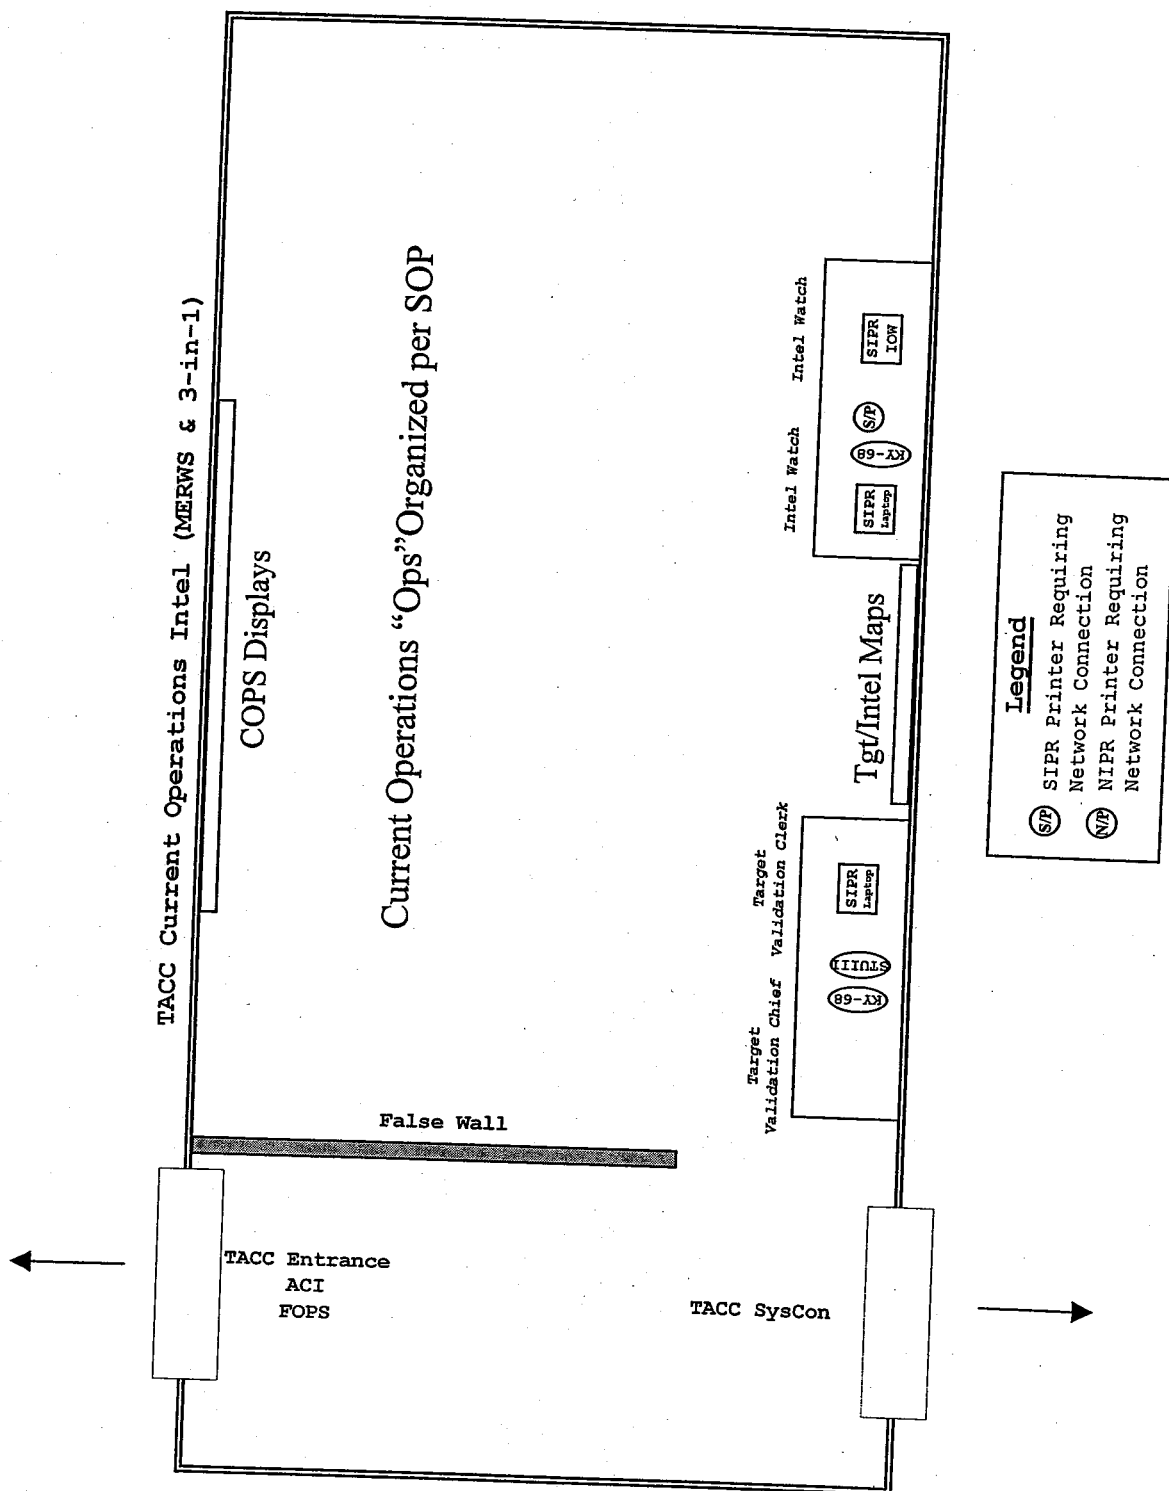 TACC Current Operations Intel (MERWS & 3-in-1)
COPS Displays
Current Operations “Ops”Organized per SOP
False Wall
TACC Entrance
ACI
FOPS
TACC SysCon
Target
Validation Chief
Target
Validation Clerk
KY-68
STUIII
SIPR
Laptop
Tgt/Intel Maps
Intel Watch
Intel Watch
SIPR
Laptop
KY-68
S/P
SIPR
IOW
Legend
S/P SIPR Printer Requiring
Network Connection
N/P NIPR Printer Requiring
Network Connection